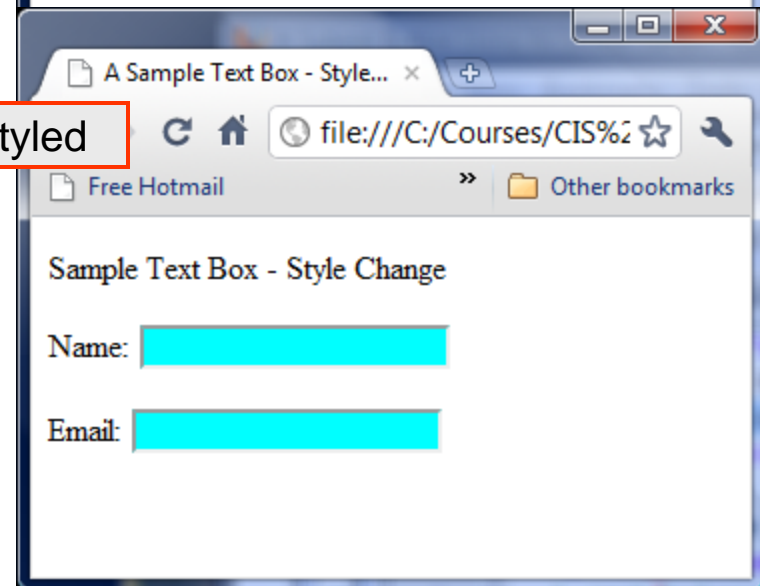 A Sample Text Box - Style...
tyled
file:///C:/Courses/CIS%2
Free Hotmail
»
Other bookmarks
Sample Text Box - Style Change
Name:
Email: